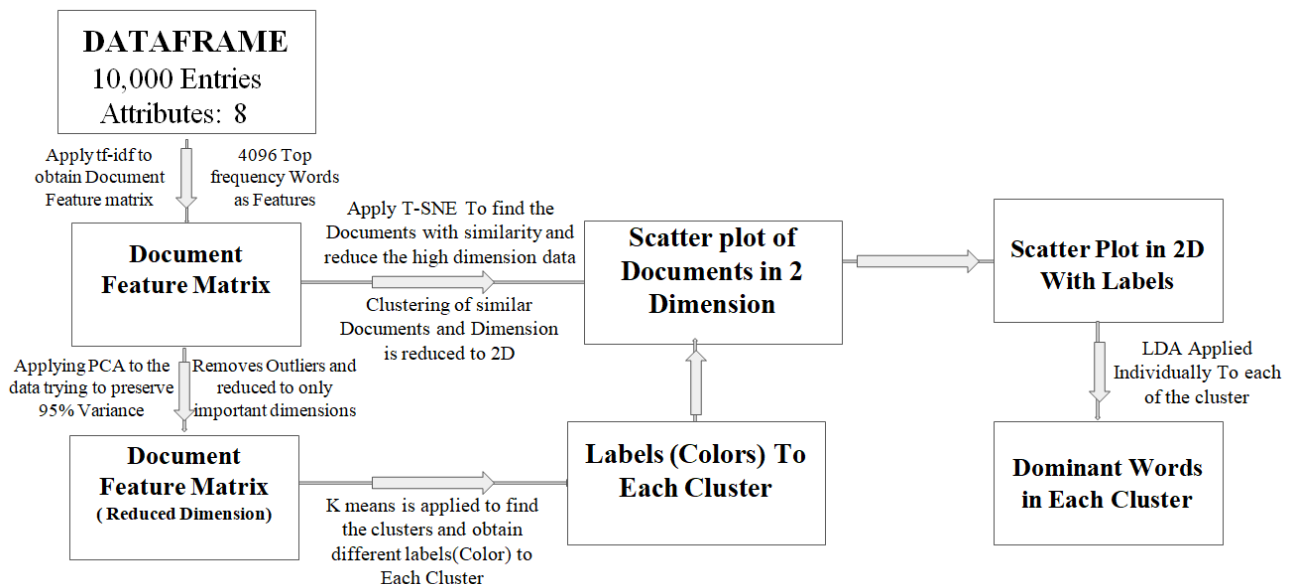 DATAFRAME
10,000 Entries
Attributes: 8
Apply tf-idf to
obtain Document
Feature matrix
4096 Top
frequency Words
as Features
Document
Feature Matrix
Apply T-SNE To find the
Documents with similarity and
reduce the high dimension data
Clustering of similar
Documents and Dimension
is reduced to 2D
Scatter plot of
Documents in 2
Dimension
Scatter Plot in 2D
With Labels
Applying PCA to the
data trying to preserve
95% Variance
Removes Outliers and
reduced to only
important dimensions
LDA Applied
Individually To each
of the cluster
Document
Feature Matrix
( Reduced Dimension)
K means is applied to find
the clusters and obtain
different labels(Color) to
Each Cluster
Labels (Colors) To
Each Cluster
Dominant Words
in Each Cluster